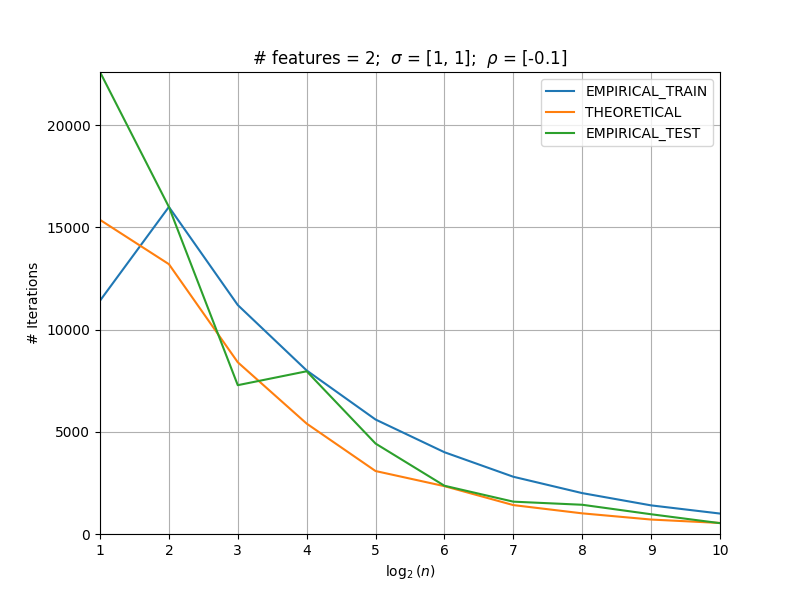 # features = 2;  σ = [1, 1];  ρ = [-0.1]
EMPIRICAL_TRAIN
THEORETICAL
EMPIRICAL_TEST
# Iterations
20000
15000
10000
5000
0
1 2 3 4 5 6 7 8 9 10
log₂(n)